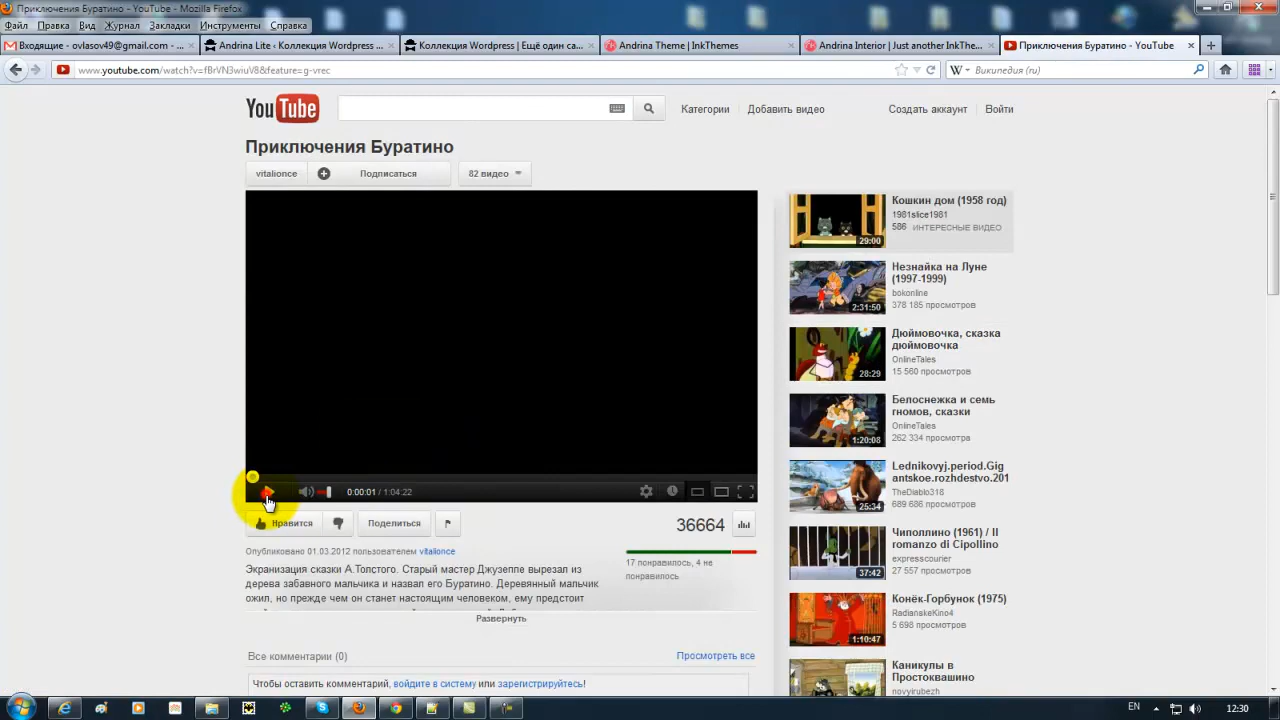 Приключения Буратино - YouTube - Mozilla Firefox
Файл Правка Вид Журнал Закладки Инструменты Справка
Входящие - ovlasov49@gmail.com - ...
Andrina Lite ‹ Коллекция Wordpress ...
Коллекция Wordpress | Ещё один са...
Andrina Theme | InkThemes
Andrina Interior | Just another InkThe...
Приключения Буратино - YouTube
www.youtube.com/watch?v=fBrVN3wiuV8&feature=g-vrec
W Википедия (ru)
YouTube
Категории Добавить видео Создать аккаунт Войти
Приключения Буратино
vitalionce Подписаться 82 видео
0:00:01 / 1:04:22
Нравится Поделиться 36664
Опубликовано 01.03.2012 пользователем vitalionce
17 понравилось, 4 не
понравилось
Экранизация сказки А.Толстого. Старый мастер Джузеппе вырезал из
дерева забавного мальчика и назвал его Буратино. Деревянный мальчик
ожил, но прежде чем он станет настоящим человеком, ему предстоит
Развернуть
Все комментарии (0) Просмотреть все
Чтобы оставить комментарий, войдите в систему или зарегистрируйтесь!
Кошкин дом (1958 год)
1981slice1981
586 ИНТЕРЕСНЫЕ ВИДЕО
29:00
Незнайка на Луне
(1997-1999)
bokonline
378 185 просмотров
2:31:50
Дюймовочка, сказка
дюймовочка
OnlineTales
15 560 просмотров
28:29
Белоснежка и семь
гномов, сказки
OnlineTales
262 334 просмотров
1:20:08
Lednikovyj.period.Gig
antskoe.rozhdestvo.201
TheDiablo318
689 686 просмотров
25:34
Чиполлино (1961) / Il
romanzo di Cipollino
expresscourier
27 557 просмотров
37:42
Конёк-Горбунок (1975)
RadianskeKino4
5 698 просмотров
1:10:47
Каникулы в
Простоквашино
novyirubezh
EN 12:30